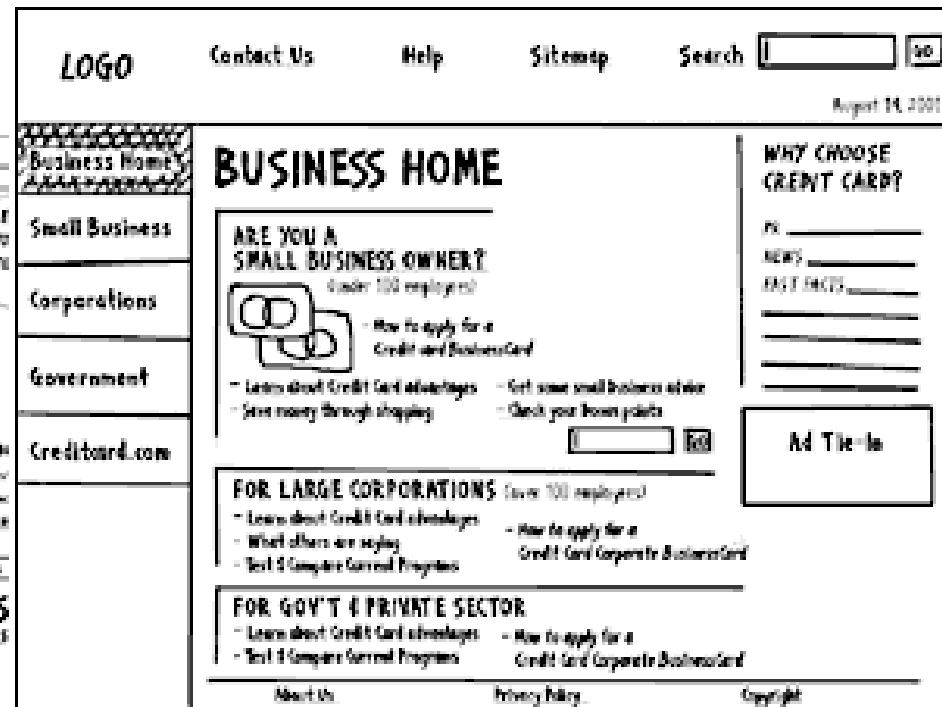 LOGO
Contact Us Help Sitemap Search GO
August 14, 200
Business Home
Small Business
Corporations
Government
Creditcard.com
BUSINESS HOME
ARE YOU A
SMALL BUSINESS OWNER?
(under 100 employees)
- How to apply for a
Credit card BusinessCard
- Learn about Credit Card advantages
- Save money through shopping
- Get some small business advice
- Check your bonus points
GO
FOR LARGE CORPORATIONS (over 100 employees)
- Learn about Credit Card advantages
- What others are saying
- Test & Compare Current Programs
- How to apply for a
Credit Card Corporate BusinessCard
FOR GOV'T & PRIVATE SECTOR
- Learn about Credit Card advantages
- Test & Compare Current Programs
- How to apply for a
Credit Card Corporate BusinessCard
WHY CHOOSE
CREDIT CARD?
PR
NEWS
FAST FACTS
Ad Tie-In
About Us Privacy Policy Copyright